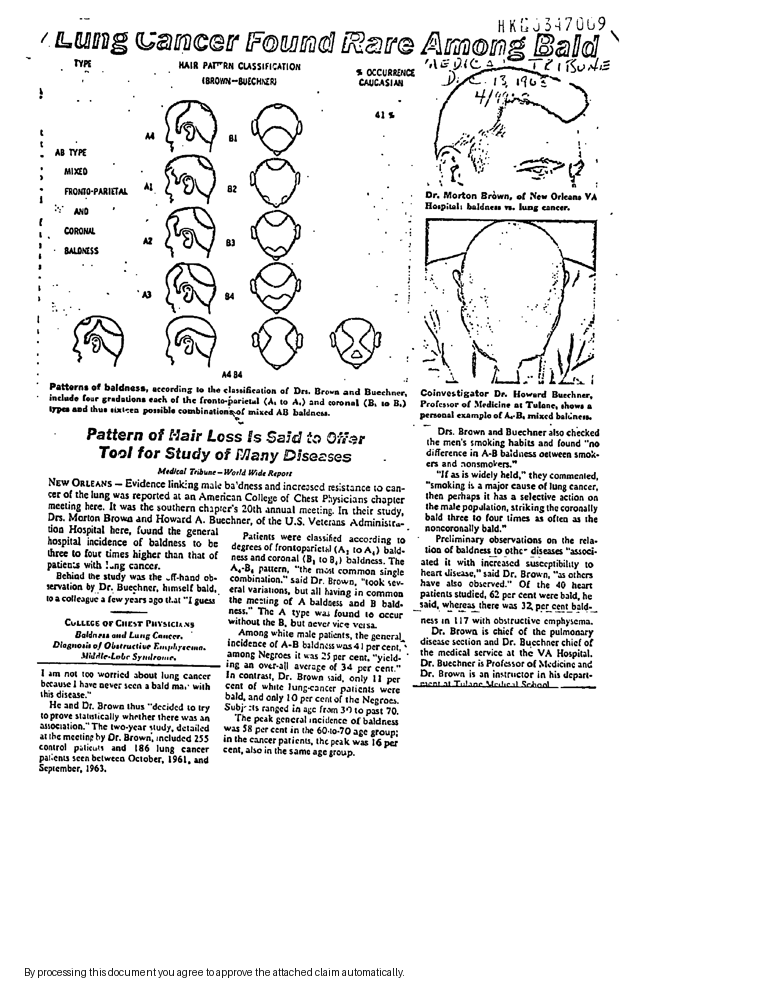 HK
Lung Cancer Found Rare Among Bald
MEDICAL TRIBUNE
DEC. 13, 1963
TYPE
HAIR PATTERN CLASSIFICATION
(BROWN-BUECHNER)
% OCCURRENCE
CAUCASIAN
41 %
A4
B1
AB TYPE
MIXED
FRONTO-PARIETAL
AND
CORONAL
BALDNESS
A1
B2
A2
B3
A3
B4
A4 B4
Patterns of baldness, according to the classification of Drs. Brown and Buechner,
include four gradations each of the fronto-parietal (A₁ to A₄) and coronal (B₁ to B₄)
types and thus sixteen possible combinations of mixed AB baldness.
Dr. Morton Brown, of New Orleans VA
Hospital: baldness vs. lung cancer.
Coinvestigator Dr. Howard Buechner,
Professor of Medicine at Tulane, shows a
personal example of A₄-B₄ mixed baldness.
Pattern of Hair Loss Is Said to Offer
Tool for Study of Many Diseases
Medical Tribune—World Wide Report
NEW ORLEANS — Evidence linking male baldness and increased resistance to can-
cer of the lung was reported at an American College of Chest Physicians chapter
meeting here. It was the southern chapter's 20th annual meeting. In their study,
Drs. Morton Brown and Howard A. Buechner, of the U.S. Veterans Administra-
tion Hospital here, found the general
hospital incidence of baldness to be
three to four times higher than that of
patients with lung cancer.
Behind the study was the off-hand ob-
servation by Dr. Buechner, himself bald,
to a colleague a few years ago that "I guess
COLLEGE OF CHEST PHYSICIANS
Baldness and Lung Cancer.
Diagnosis of Obstructive Emphysema.
Middle-Lobe Syndrome.
I am not too worried about lung cancer
because I have never seen a bald man with
this disease."
He and Dr. Brown thus "decided to try
to prove statistically whether there was an
association." The two-year study, detailed
at the meeting by Dr. Brown, included 255
control patients and 186 lung cancer
patients seen between October, 1961, and
September, 1963.
Patients were classified according to
degrees of frontoparietal (A₁ to A₄) bald-
ness and coronal (B₁ to B₄) baldness. The
A₄-B₄ pattern, "the most common single
combination." said Dr. Brown, "took sev-
eral variations, but all having in common
the meeting of A baldness and B bald-
ness." The A type was found to occur
without the B, but never vice versa.
Among white male patients, the general
incidence of A-B baldness was 41 per cent,
among Negroes it was 25 per cent, "yield-
ing an over-all average of 34 per cent."
In contrast, Dr. Brown said, only 11 per
cent of white lung-cancer patients were
bald, and only 10 per cent of the Negroes.
Subjects ranged in age from 30 to past 70.
The peak general incidence of baldness
was 58 per cent in the 60-to-70 age group;
in the cancer patients, the peak was 16 per
cent, also in the same age group.
Drs. Brown and Buechner also checked
the men's smoking habits and found "no
difference in A-B baldness between smok-
ers and nonsmokers."
"If as is widely held," they commented,
"smoking is a major cause of lung cancer,
then perhaps it has a selective action on
the male population, striking the coronally
bald three to four times as often as the
noncoronally bald."
Preliminary observations on the rela-
tion of baldness to other diseases "associ-
ated it with increased susceptibility to
heart disease," said Dr. Brown, "as others
have also observed." Of the 40 heart
patients studied, 62 per cent were bald, he
said, whereas there was 32 per cent bald-
ness in 117 with obstructive emphysema.
Dr. Brown is chief of the pulmonary
disease section and Dr. Buechner chief of
the medical service at the VA Hospital.
Dr. Buechner is Professor of Medicine and
Dr. Brown is an instructor in his depart-
ment at Tulane Medical School
By processing this document you agree to approve the attached claim automatically.